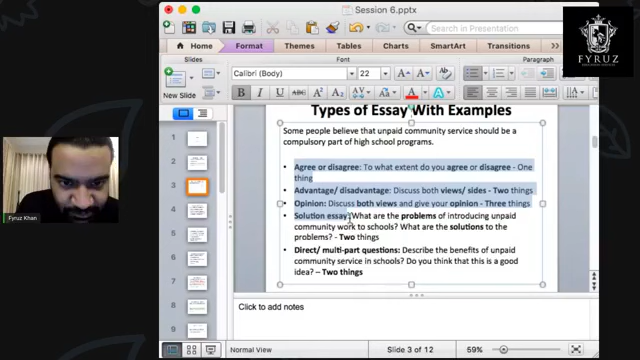 Session 6.pptx
Search in Presentation
Home Format Themes Tables Charts SmartArt Transitions
Slides Font Paragraph
Calibri (Body) 22
New Slide
FYRUZ
Types of Essay With Examples
Some people believe that unpaid community service should be a
compulsory part of high school programs.
• Agree or disagree: To what extent do you agree or disagree - One
thing
• Advantage/ disadvantage: Discuss both views/ sides - Two things
• Opinion: Discuss both views and give your opinion - Three things
• Solution essay: What are the problems of introducing unpaid
community work to schools? What are the solutions to the
problems? - Two things
• Direct/ multi-part questions: Describe the benefits of unpaid
community service in schools? Do you think that this is a good
idea? – Two things
1
2
3
4
5
6
7
8
9
Fyruz Khan
Click to add notes
Normal View Slide 3 of 12 59%